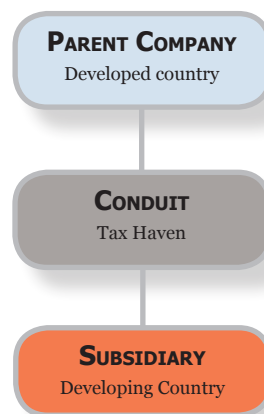 Parent Company
Developed country
Conduit
Tax Haven
Subsidiary
Developing Country